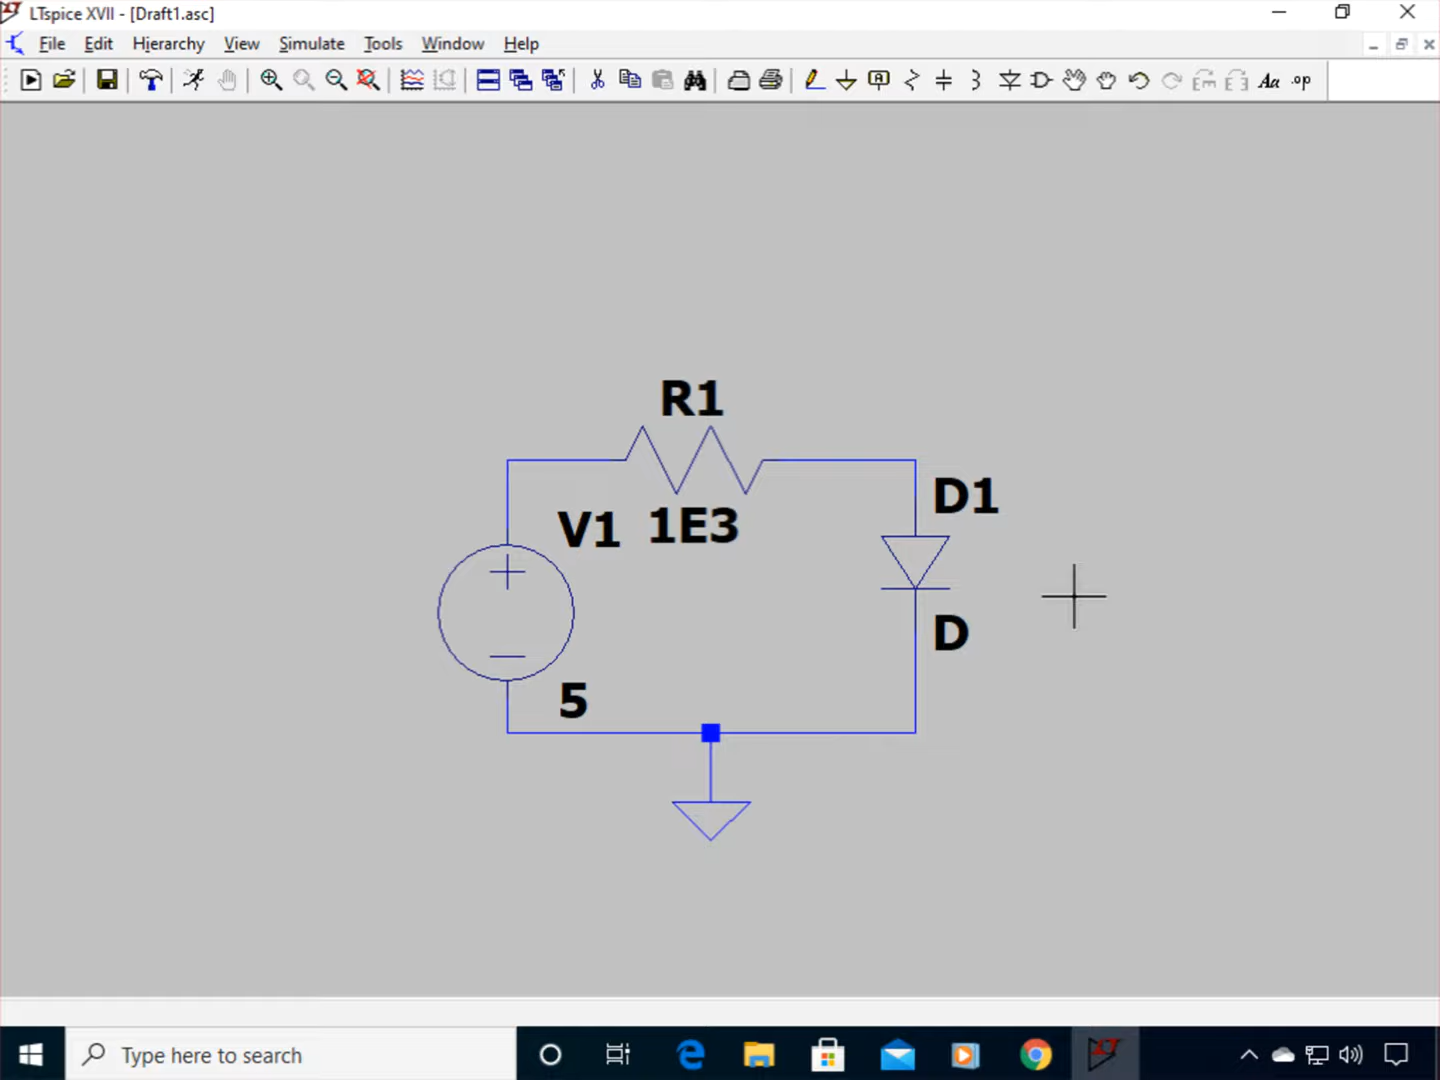 LTspice XVII - [Draft1.asc]
File Edit Hierarchy View Simulate Tools Window Help
Aa .op
R1
D1
V1 1E3
D
5
Type here to search